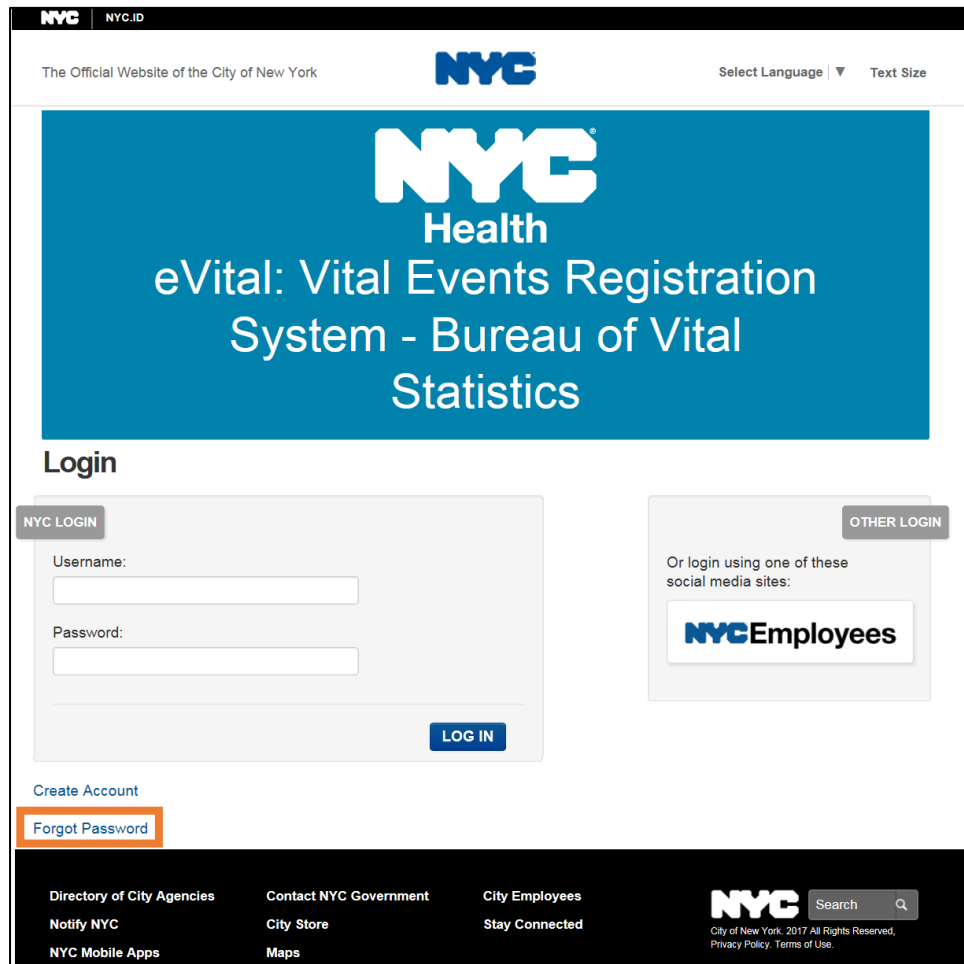 NYC NYC.ID
The Official Website of the City of New York
NYC
Select Language ▼ Text Size
NYC
Health
eVital: Vital Events Registration
System - Bureau of Vital
Statistics
Login
NYC LOGIN
Username:
Password:
LOG IN
OTHER LOGIN
Or login using one of these
social media sites:
NYC Employees
Create Account
Forgot Password
Directory of City Agencies
Notify NYC
NYC Mobile Apps
Contact NYC Government
City Store
Maps
City Employees
Stay Connected
NYC Search
City of New York. 2017 All Rights Reserved,
Privacy Policy. Terms of Use.